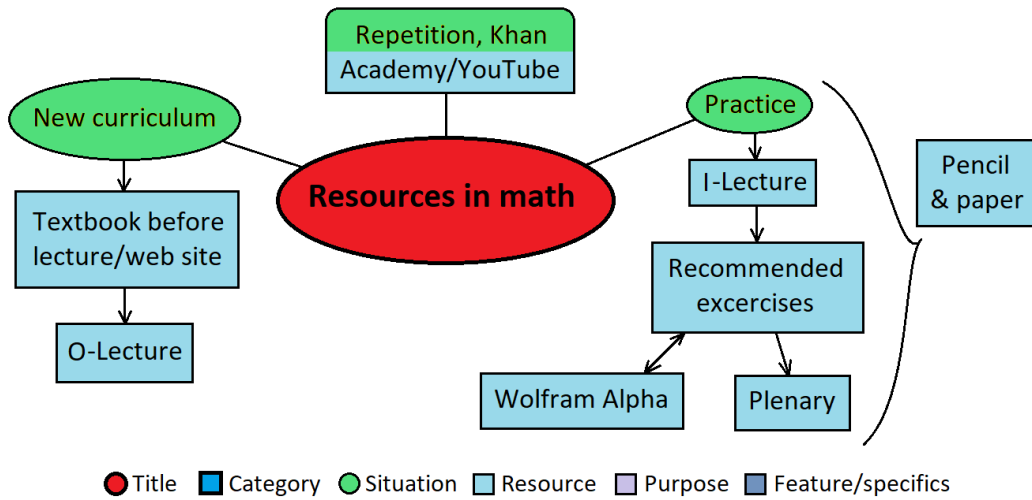 Repetition, Khan
Academy/YouTube
New curriculum
Practice
Resources in math
Textbook before
lecture/web site
O-Lecture
I-Lecture
Recommended
excercises
Wolfram Alpha
Plenary
Pencil
& paper
Title Category Situation Resource Purpose Feature/specifics